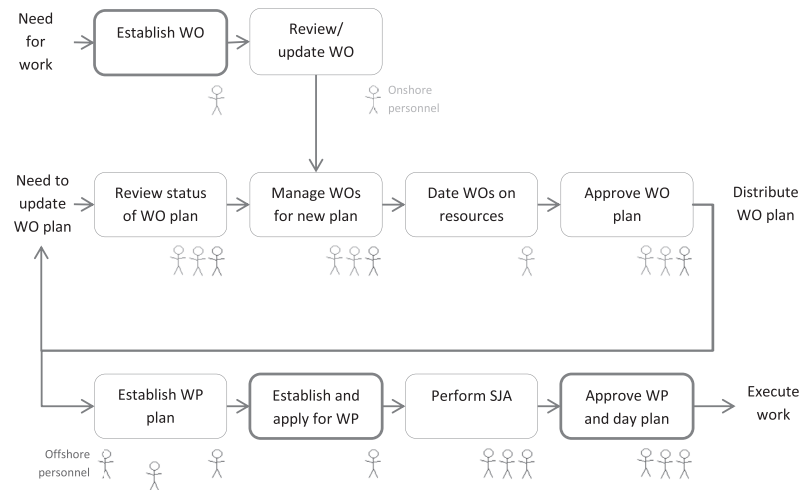 Need
for
work
Establish WO
Review/
update WO
Onshore
personnel
Need to
update
WO plan
Review status
of WO plan
Manage WOs
for new plan
Date WOs on
resources
Approve WO
plan
Distribute
WO plan
Establish WP
plan
Establish and
apply for WP
Perform SJA
Approve WP
and day plan
Execute
work
Offshore
personnel